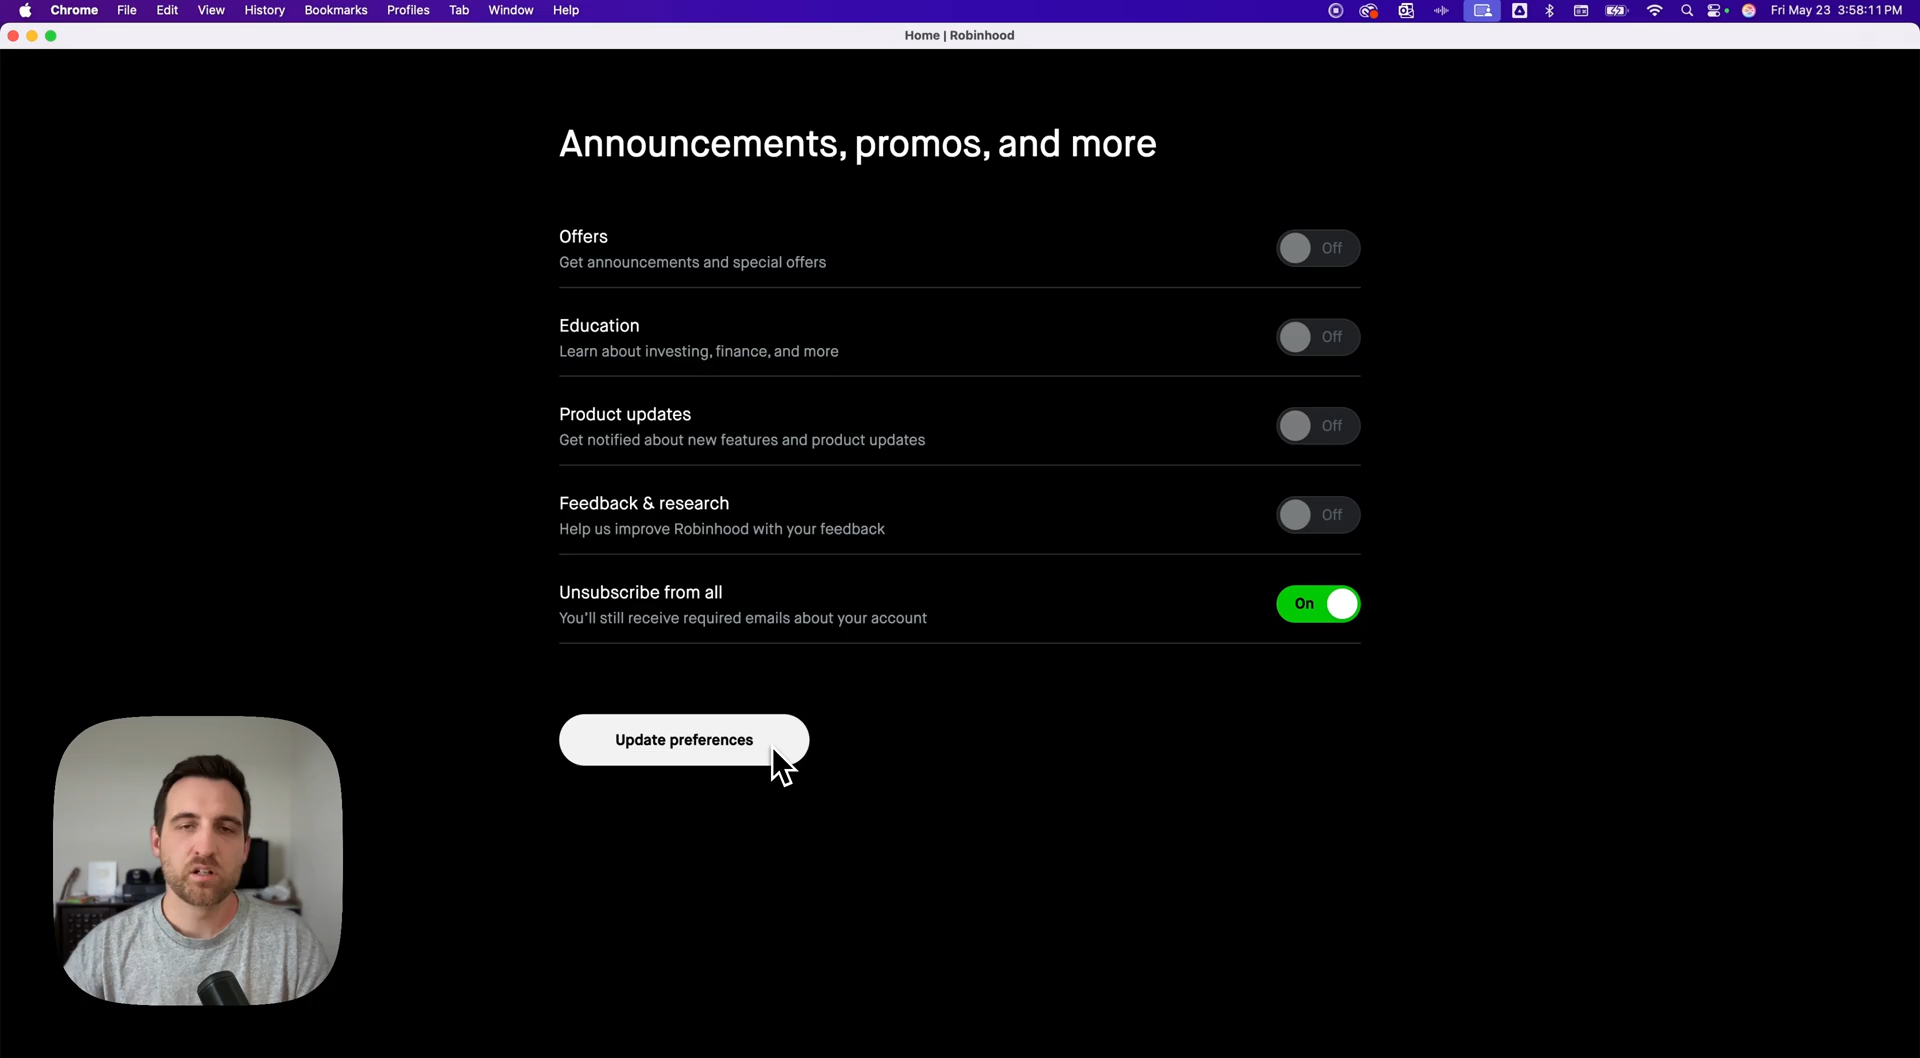 Chrome File Edit View History Bookmarks Profiles Tab Window Help Fri May 23 3:58:11 PM
Home | Robinhood
Announcements, promos, and more
Offers
Get announcements and special offers
Off
Education
Learn about investing, finance, and more
Off
Product updates
Get notified about new features and product updates
Off
Feedback & research
Help us improve Robinhood with your feedback
Off
Unsubscribe from all
You'll still receive required emails about your account
On
Update preferences